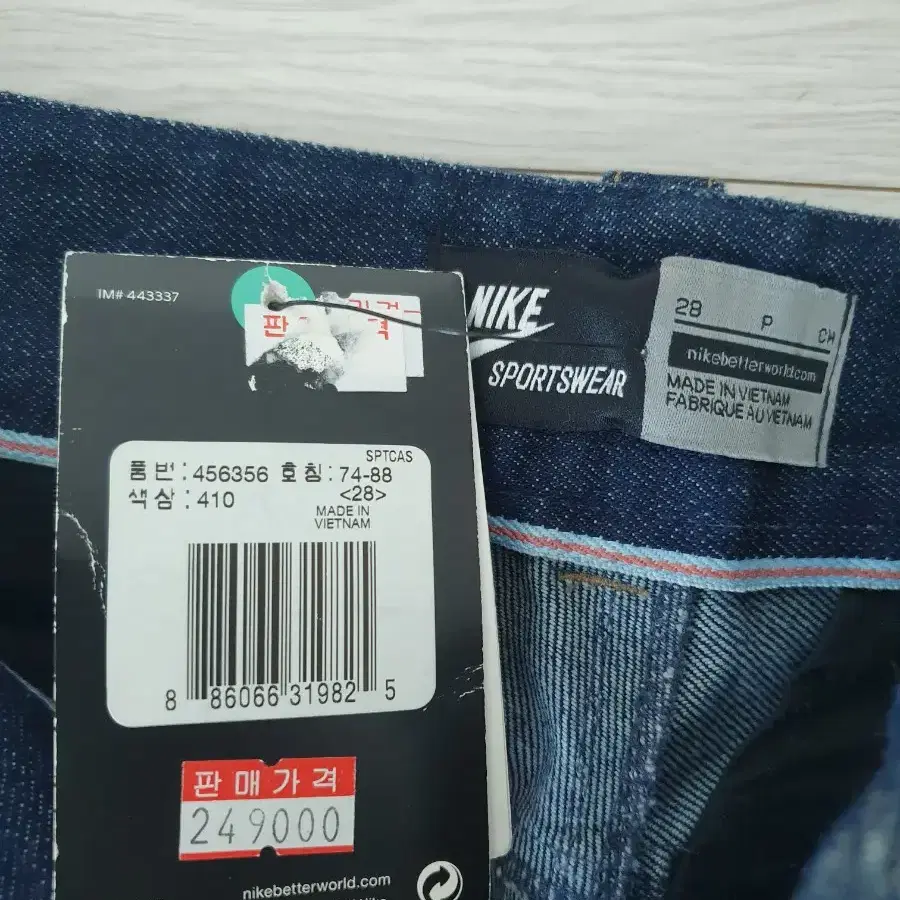 IM# 443337
판 격
SPTCAS
품 번 : 456356 호 칭 : 74-88
색 상 : 410 <28>
MADE IN
VIETNAM
8 86066 31982 5
판매가격
249000
nikebetterworld.com
NIKE
SPORTSWEAR
28 P CH
nikebetterworld.com
MADE IN VIETNAM
FABRIQUE AU VIETNAM